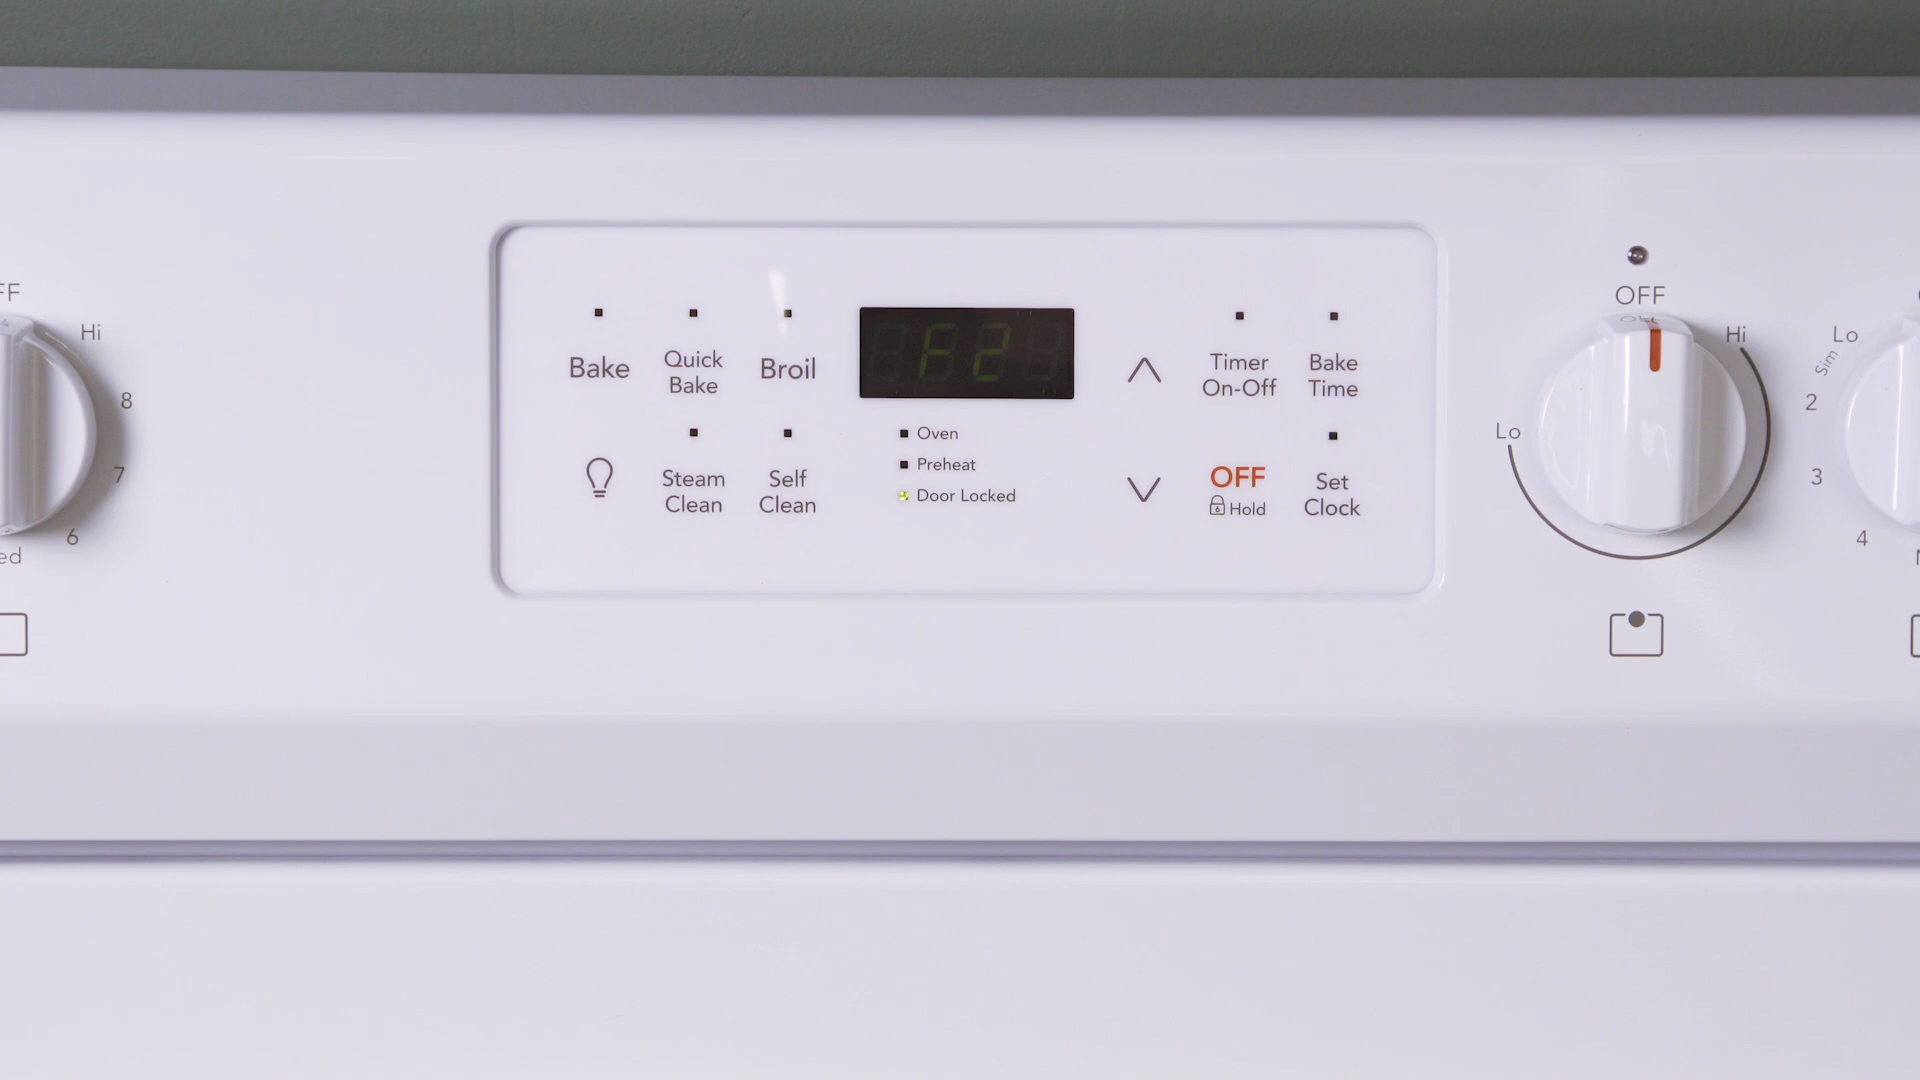 FF
Hi
8
7
6
ed
Bake
Quick
Bake
Broil
F2
Timer
On-Off
Bake
Time
Steam
Clean
Self
Clean
Oven
Preheat
Door Locked
OFF
Hold
Set
Clock
OFF
Off
Hi
Lo
Lo
Sim
2
3
4